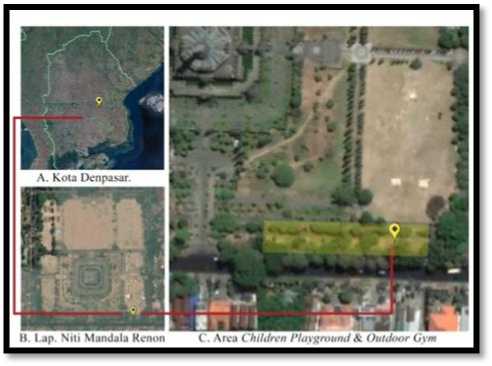 A. Kota Denpasar.
B. Lap. Niti Mandala Renon
C. Area Children Playground & Outdoor Gym